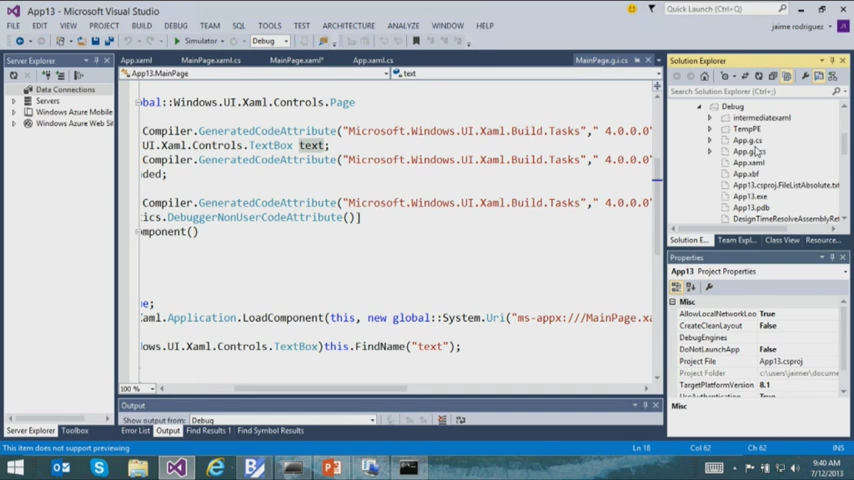 App13 - Microsoft Visual Studio
Quick Launch (Ctrl+Q)
FILE EDIT VIEW PROJECT BUILD DEBUG TEAM SQL TOOLS TEST ARCHITECTURE ANALYZE WINDOW HELP
jaime rodriguez
Simulator Debug
Server Explorer
App.xaml MainPage.xaml.cs MainPage.xaml* App.xaml.cs MainPage.g.i.cs
Solution Explorer
App13.MainPage
text
Data Connections
Servers
Windows Azure Mobile
Windows Azure Web Sit
obal::Windows.UI.Xaml.Controls.Page
Compiler.GeneratedCodeAttribute("Microsoft.Windows.UI.Xaml.Build.Tasks"," 4.0.0.0"
UI.Xaml.Controls.TextBox text;
Compiler.GeneratedCodeAttribute("Microsoft.Windows.UI.Xaml.Build.Tasks"," 4.0.0.0"
ded;
Compiler.GeneratedCodeAttribute("Microsoft.Windows.UI.Xaml.Build.Tasks"," 4.0.0.0"
tics.DebuggerNonUserCodeAttribute()]
omponent()
ue;
Xaml.Application.LoadComponent(this, new global::System.Uri("ms-appx:///MainPage.xa
dows.UI.Xaml.Controls.TextBox)this.FindName("text");
100 %
Search Solution Explorer (Ctrl+;)
Debug
intermediatexaml
TempPE
App.g.cs
App.xaml
App.xbf
App13.csproj.FileListAbsolute.txt
App13.exe
App13.pdb
DesignTimeResolveAssemblyRef
Solution E... Team Expl... Class View Resource...
Properties
App13 Project Properties
Misc
AllowLocalNetworkLoo True
CreateCleanLayout False
DebugEngines
DoNotLaunchApp False
Project File App13.csproj
Project Folder c:\users\jaimer\docume
TargetPlatformVersion 8.1
UseAuthentication True
Misc
Output
Show output from: Debug
Server Explorer Toolbox
Error List Output Find Results 1 Find Symbol Results
This item does not support previewing
Ln 18 Col 62 Ch 62 INS
9:40 AM
7/12/2013